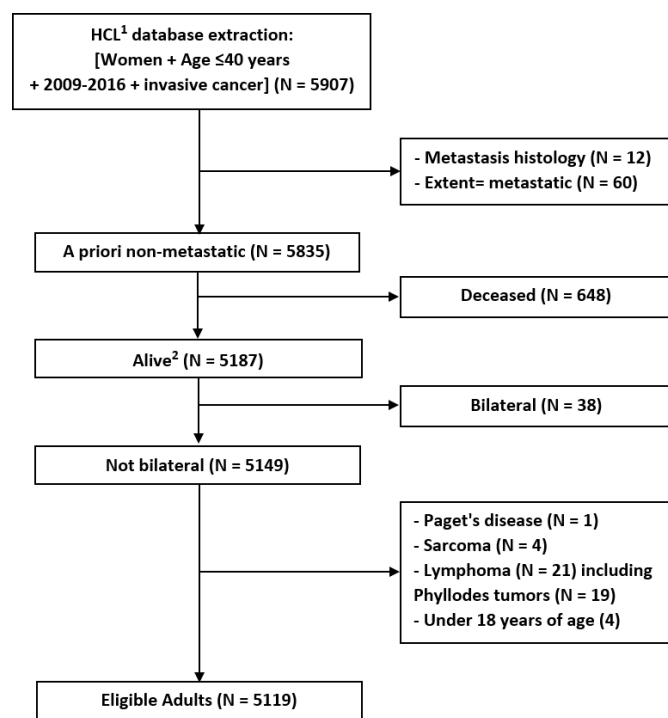 HCL¹ database extraction:
[Women + Age ≤40 years
+ 2009-2016 + invasive cancer] (N = 5907)
- Metastasis histology (N = 12)
- Extent= metastatic (N = 60)
A priori non-metastatic (N = 5835)
Deceased (N = 648)
Alive² (N = 5187)
Bilateral (N = 38)
Not bilateral (N = 5149)
- Paget's disease (N = 1)
- Sarcoma (N = 4)
- Lymphoma (N = 21) including
Phyllodes tumors (N = 19)
- Under 18 years of age (4)
Eligible Adults (N = 5119)